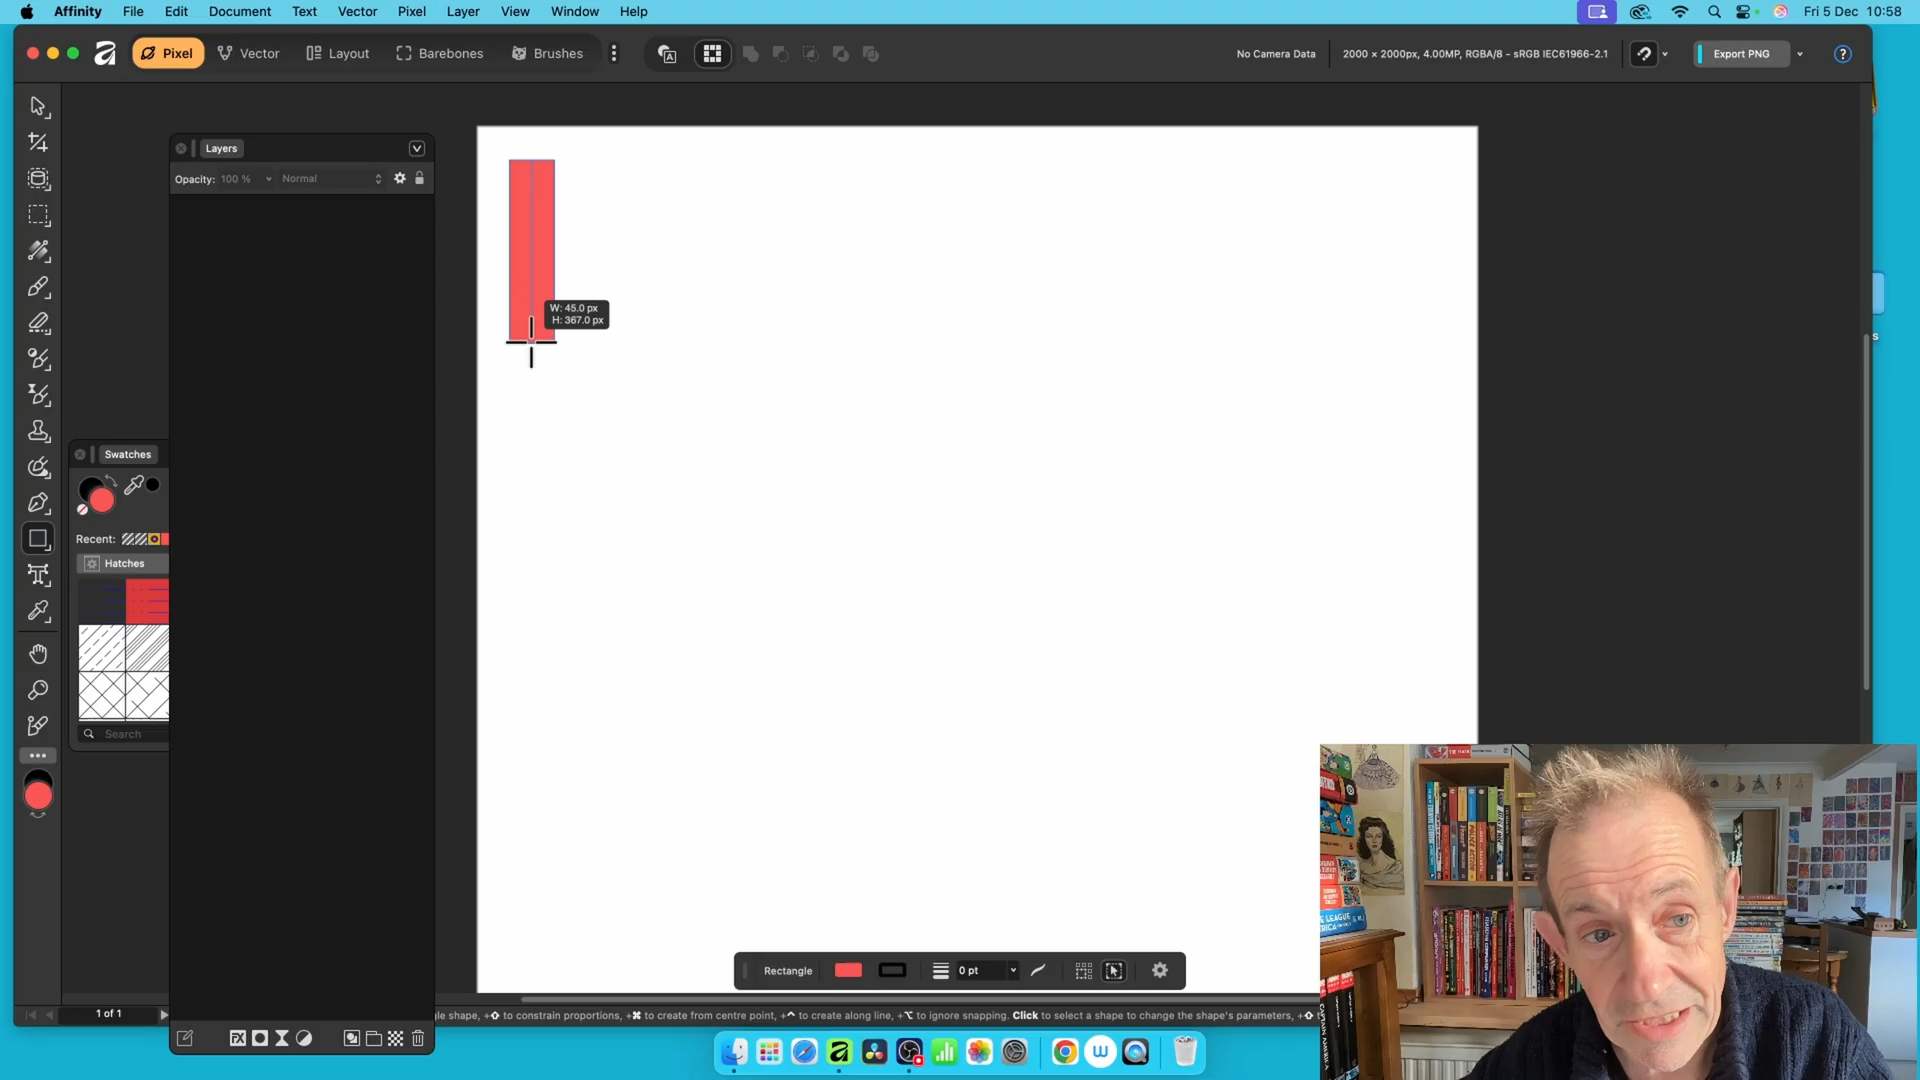 Affinity File Edit Document Text Vector Pixel Layer View Window Help
Fri 5 Dec 10:58
Pixel Vector Layout Barebones Brushes
No Camera Data
2000 × 2000px, 4.00MP, RGBA/8 - sRGB IEC61966-2.1
Export PNG
Layers
Opacity: 100 % Normal
W: 45.0 px
H: 367.0 px
Swatches
Recent:
Hatches
Search
Rectangle
0 pt
1 of 1
gle shape, +⇧ to constrain proportions, +⌘ to create from centre point, +⌃ to create along line, +⌥ to ignore snapping. Click to select a shape to change the shape's parameters, +⇧